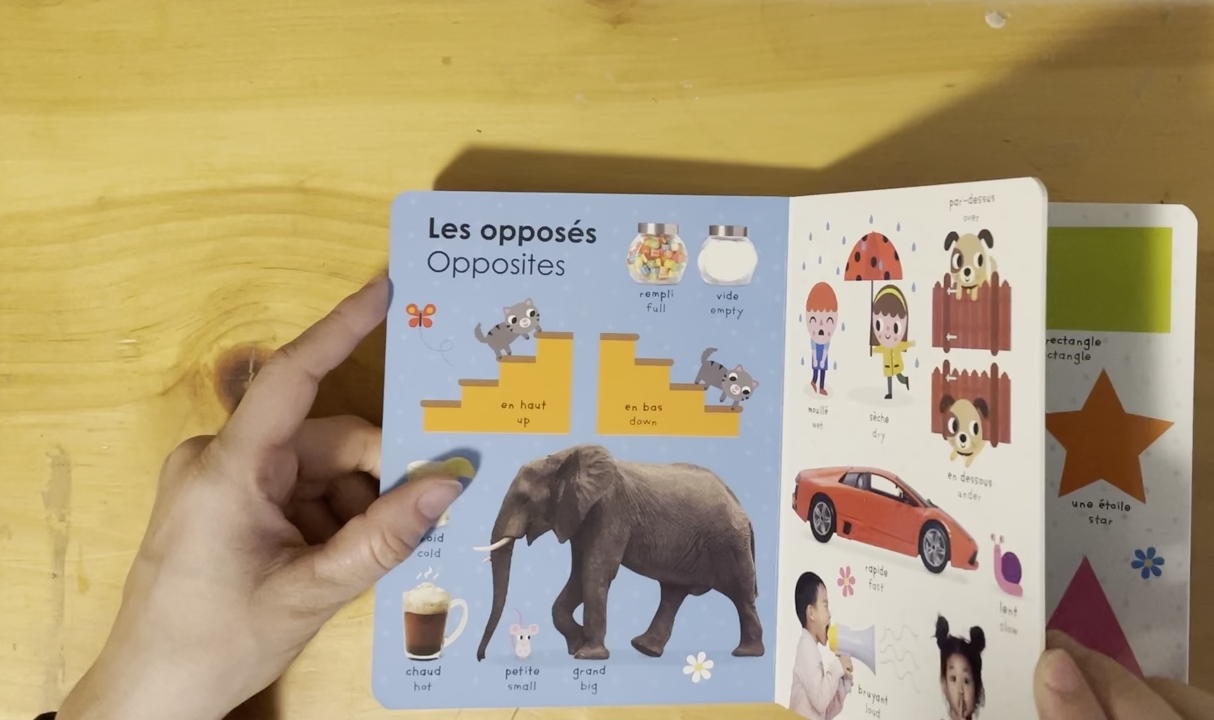 Les opposés
Opposites
rempli
full
vide
empty
en haut
up
en bas
down
cold
chaud
hot
petite
small
grand
big
par-dessus
over
mouillé
wet
sèche
dry
en dessous
under
rapide
fast
lent
slow
bruyant
loud
rectangle
une étoile
star